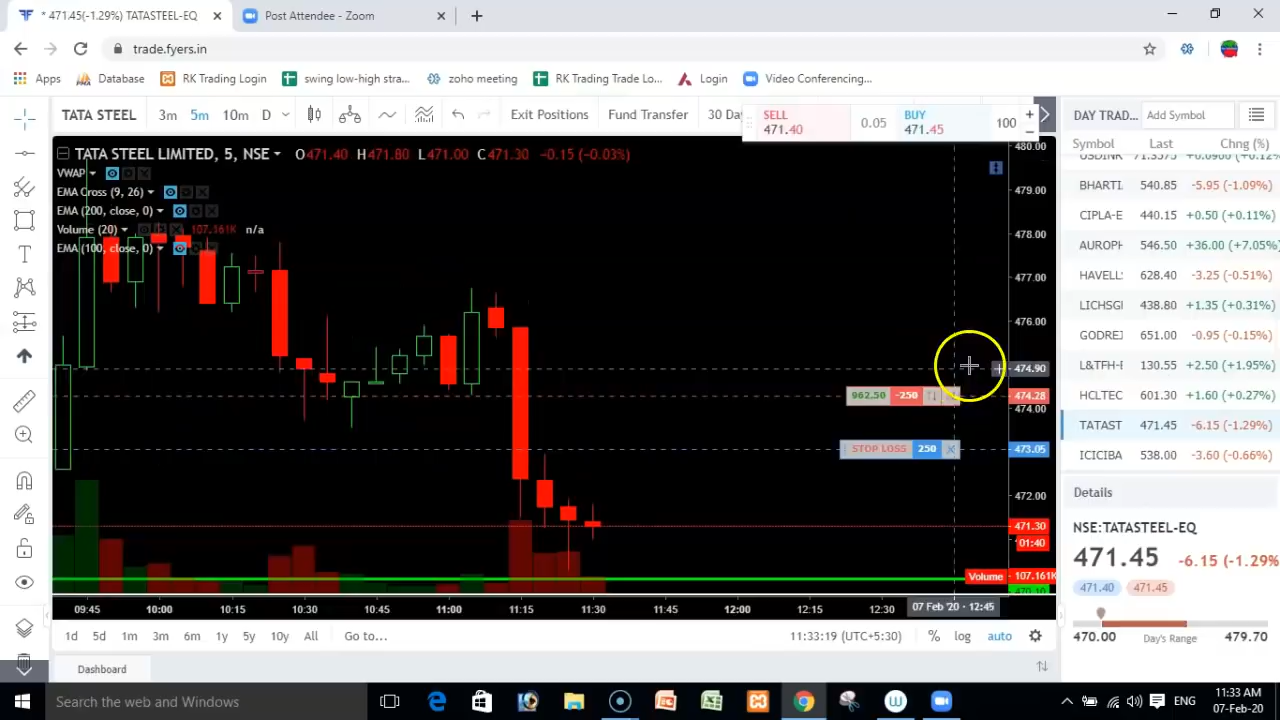 * 471.45(-1.29%) TATASTEEL-EQ
Post Attendee - Zoom
trade.fyers.in
Apps
Database
RK Trading Login
swing low-high stra...
zoho meeting
RK Trading Trade Lo...
Login
Video Conferencing...
TATA STEEL
3m
5m
10m
D
Exit Positions
Fund Transfer
30 Day
SELL
471.40
0.05
BUY
471.45
100
DAY TRAD...
Add Symbol
TATA STEEL LIMITED, 5, NSE
O471.40 H471.80 L471.00 C471.30 -0.15 (-0.03%)
VWAP
EMA Cross (9, 26)
EMA (200, close, 0)
Volume (20)
107.161K n/a
EMA (100, close, 0)
480.00
479.00
478.00
477.00
476.00
474.90
962.50 -250
474.28
474.00
STOP LOSS 250
473.05
472.00
471.30
01:40
Volume 107.161K
470.10
09:45 10:00 10:15 10:30 10:45 11:00 11:15 11:30 11:45 12:00 12:15 12:30 07 Feb '20 - 12:45
1d 5d 1m 3m 6m 1y 5y 10y All Go to...
11:33:19 (UTC+5:30) % log auto
Dashboard
Symbol Last Chng (%)
USDINK 71.3575 +0.0900 (+0.12%
BHARTI 540.85 -5.95 (-1.09%)
CIPLA-E 440.15 +0.50 (+0.11%)
AUROPH 546.50 +36.00 (+7.05%)
HAVELLS 628.40 -3.25 (-0.51%)
LICHSGI 438.80 +1.35 (+0.31%)
GODREJ 651.00 -0.95 (-0.15%)
L&TFH-E 130.55 +2.50 (+1.95%)
HCLTEC 601.30 +1.60 (+0.27%)
TATAST 471.45 -6.15 (-1.29%)
ICICIBA 538.00 -3.60 (-0.66%)
Details
NSE:TATASTEEL-EQ
471.45 -6.15 (-1.29%
471.40 471.45
470.00 Day's Range 479.70
Search the web and Windows
ENG
11:33 AM
07-Feb-20